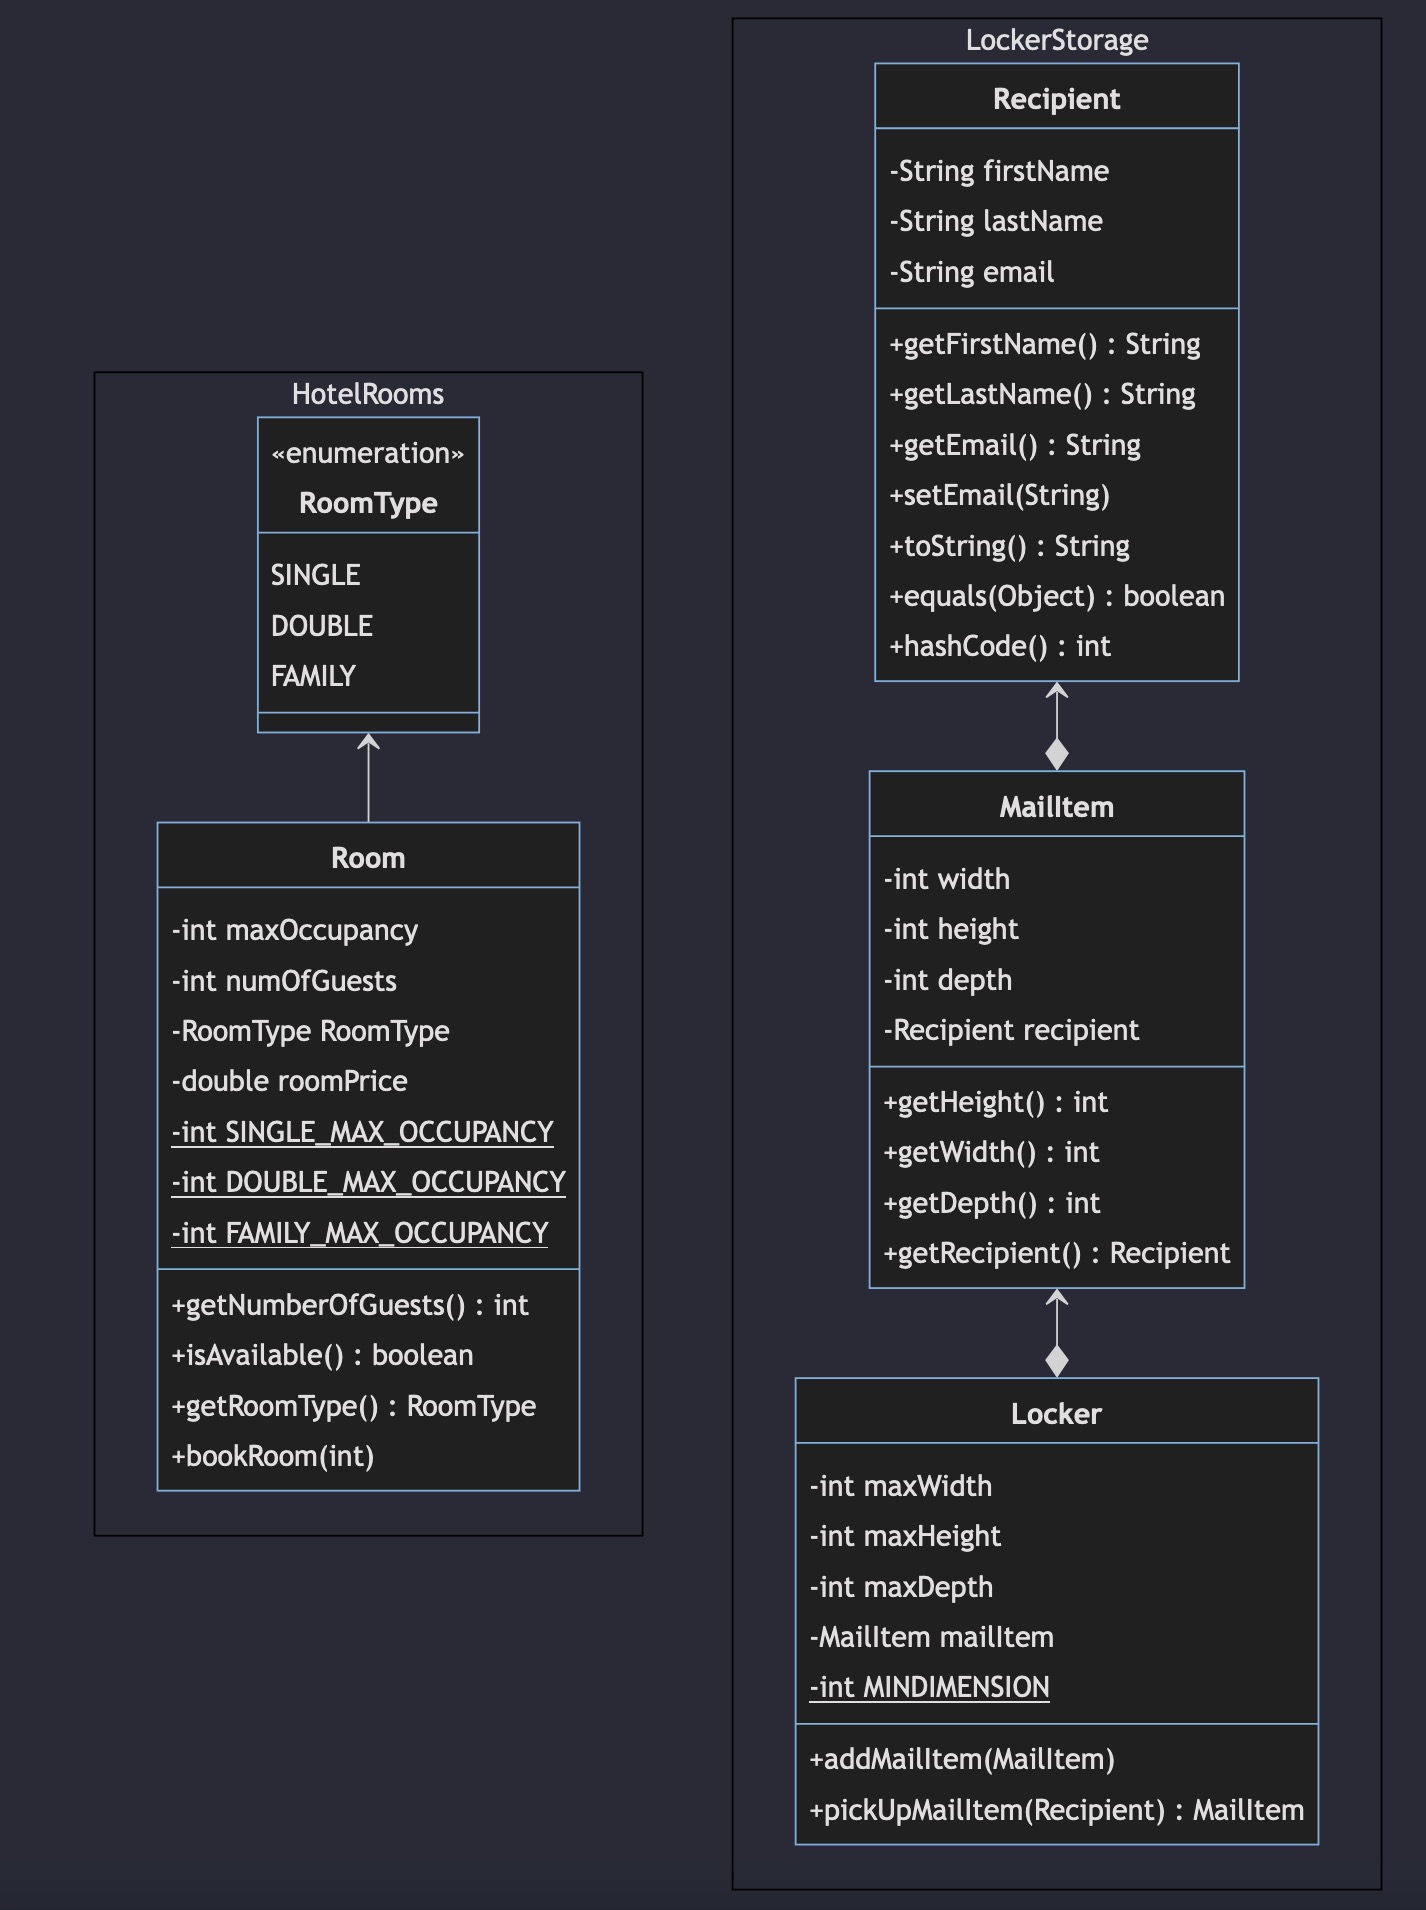 HotelRooms
«enumeration»
RoomType
SINGLE
DOUBLE
FAMILY
Room
-int maxOccupancy
-int numOfGuests
-RoomType RoomType
-double roomPrice
-int SINGLE_MAX_OCCUPANCY
-int DOUBLE_MAX_OCCUPANCY
-int FAMILY_MAX_OCCUPANCY
+getNumberOfGuests() : int
+isAvailable() : boolean
+getRoomType() : RoomType
+bookRoom(int)
LockerStorage
Recipient
-String firstName
-String lastName
-String email
+getFirstName() : String
+getLastName() : String
+getEmail() : String
+setEmail(String)
+toString() : String
+equals(Object) : boolean
+hashCode() : int
MailItem
-int width
-int height
-int depth
-Recipient recipient
+getHeight() : int
+getWidth() : int
+getDepth() : int
+getRecipient() : Recipient
Locker
-int maxWidth
-int maxHeight
-int maxDepth
-MailItem mailItem
-int MINDIMENSION
+addMailItem(MailItem)
+pickUpMailItem(Recipient) : MailItem